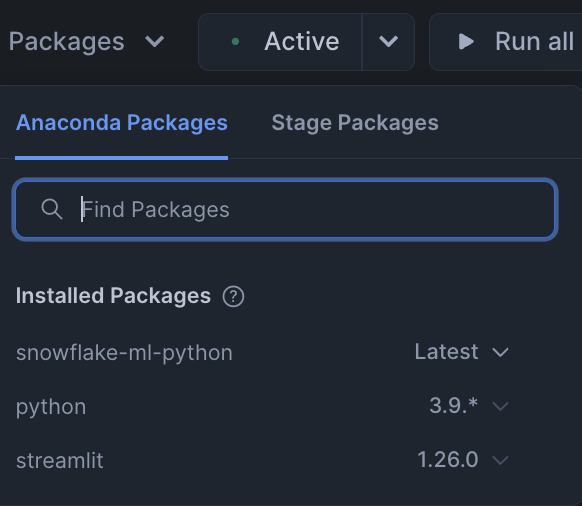 Packages Active Run all
Anaconda Packages Stage Packages
Find Packages
Installed Packages ?
snowflake-ml-python Latest
python 3.9.*
streamlit 1.26.0